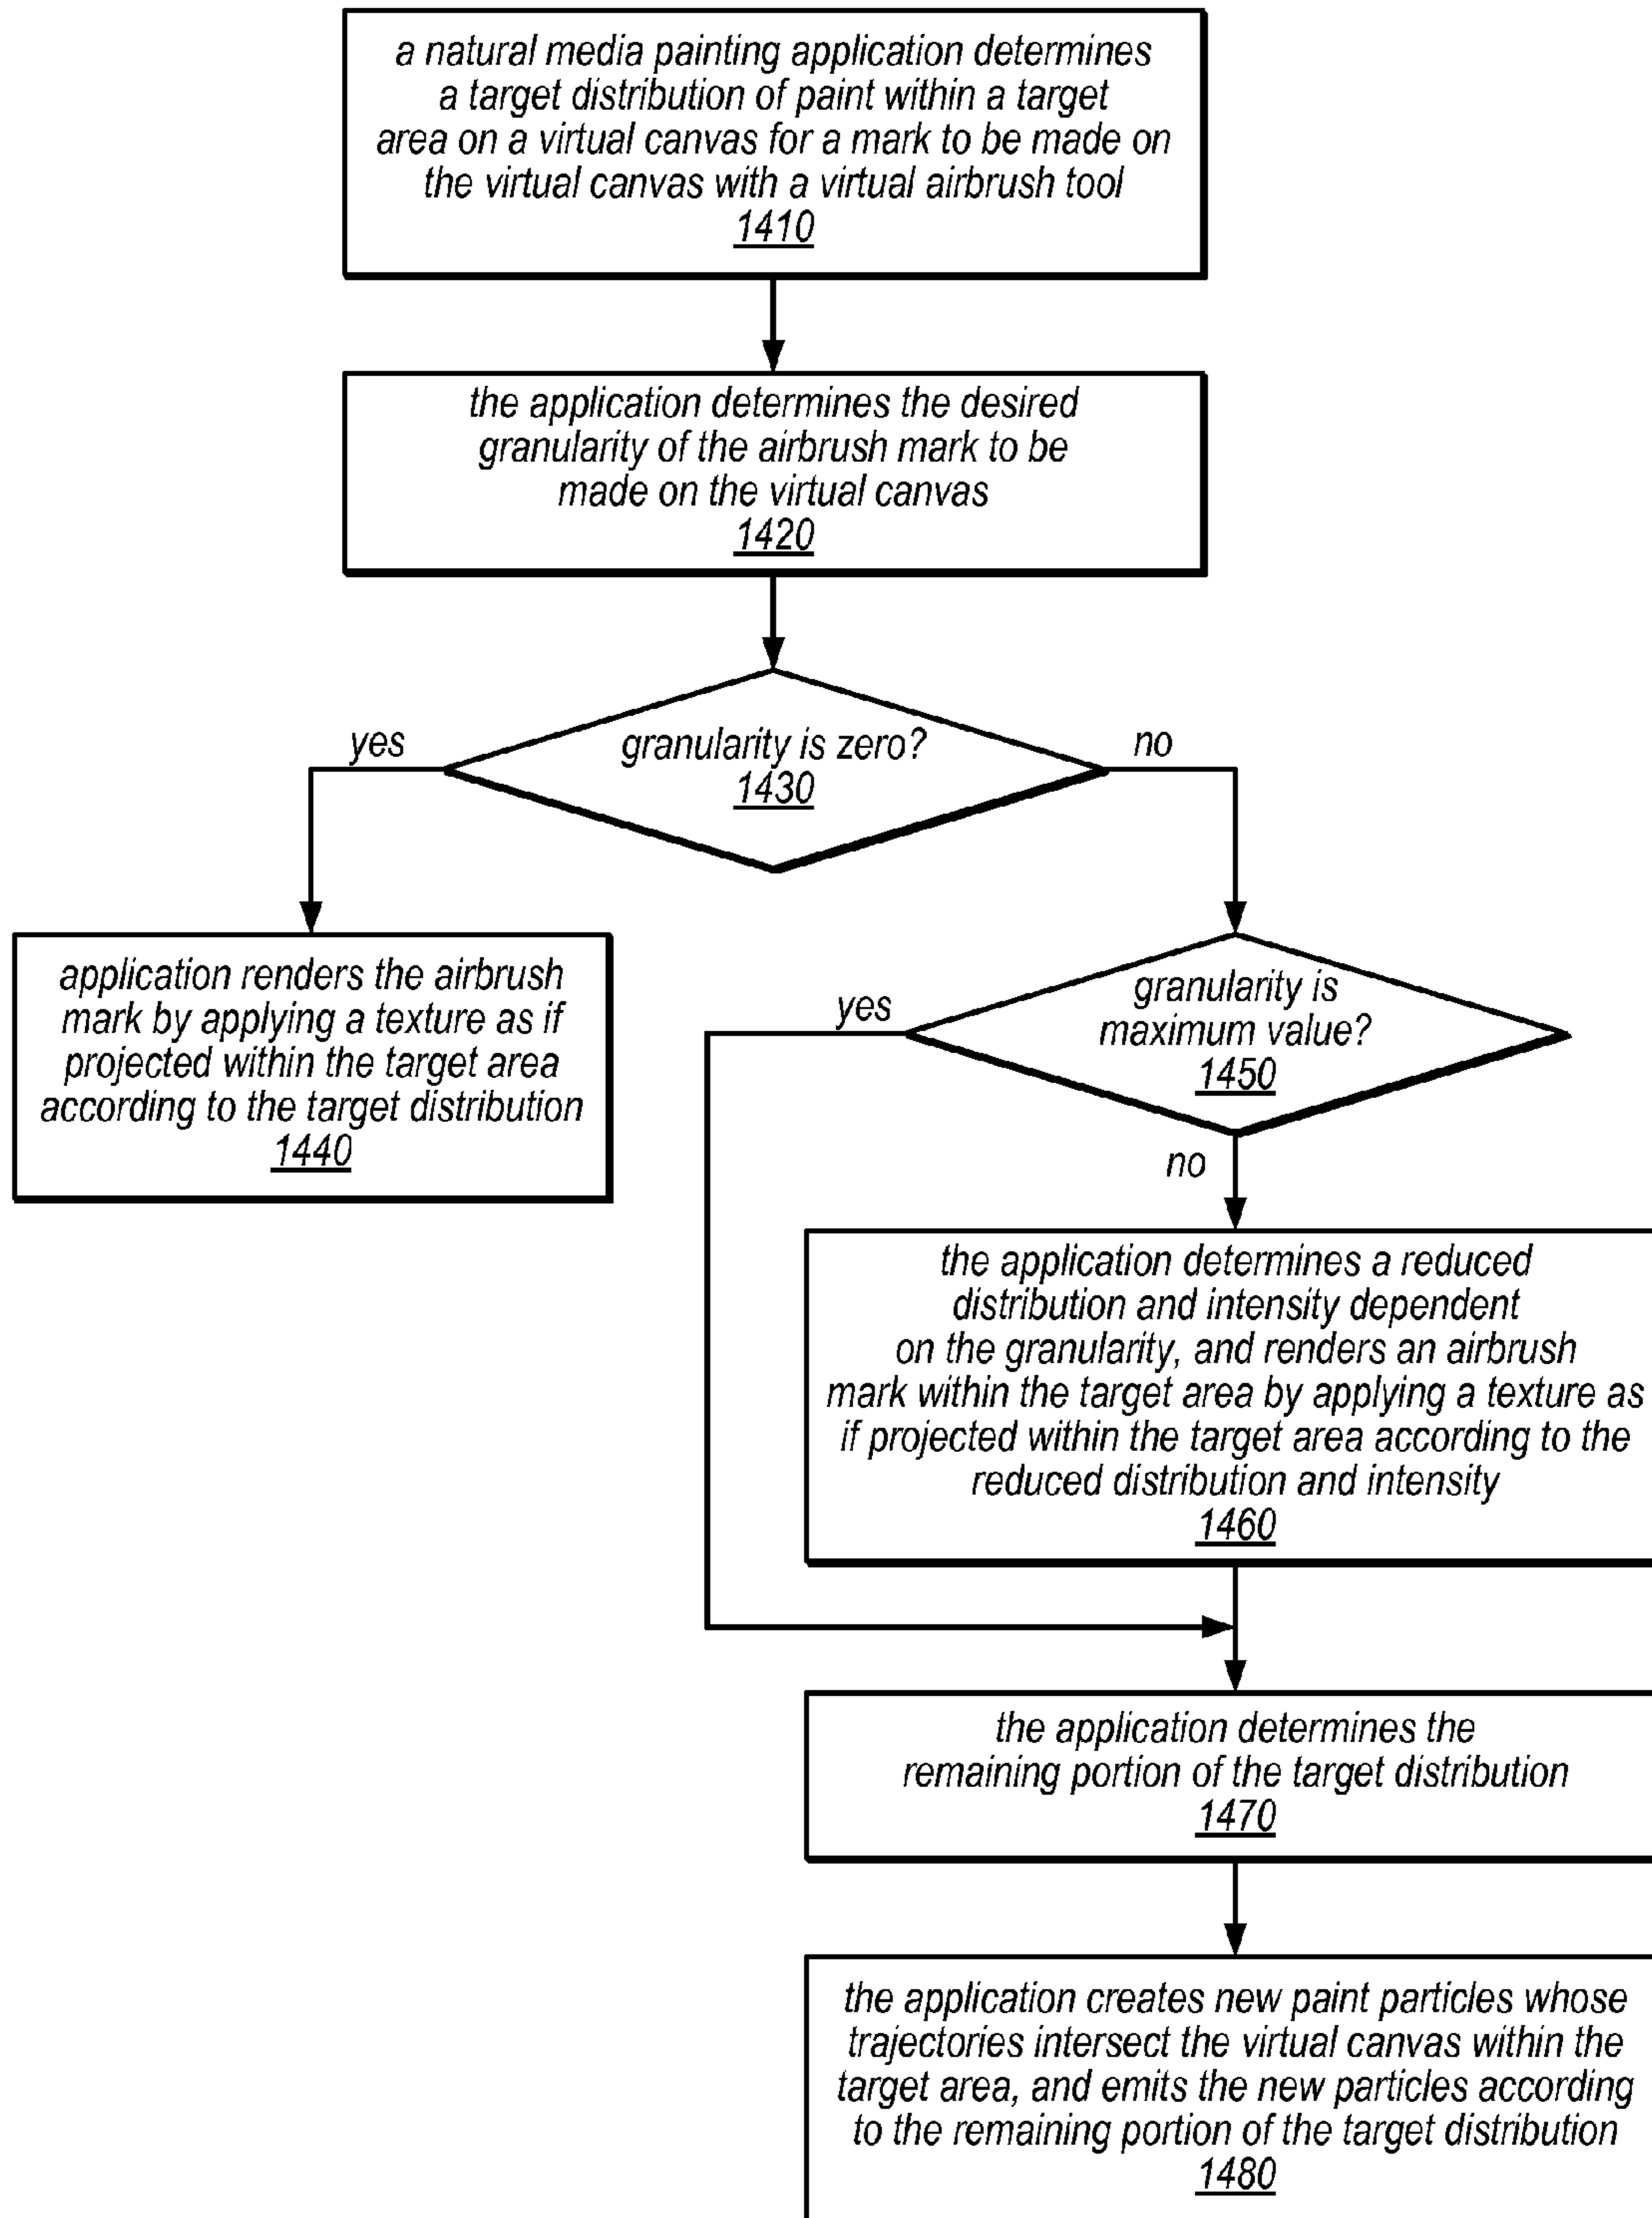 a natural media painting application determines
a target distribution of paint within a target
area on a virtual canvas for a mark to be made on
the virtual canvas with a virtual airbrush tool
1410
the application determines the desired
granularity of the airbrush mark to be
made on the virtual canvas
1420
granularity is zero?
1430
yes
no
application renders the airbrush
mark by applying a texture as if
projected within the target area
according to the target distribution
1440
granularity is
maximum value?
1450
yes
no
the application determines a reduced
distribution and intensity dependent
on the granularity, and renders an airbrush
mark within the target area by applying a texture as
if projected within the target area according to the
reduced distribution and intensity
1460
the application determines the
remaining portion of the target distribution
1470
the application creates new paint particles whose
trajectories intersect the virtual canvas within the
target area, and emits the new particles according
to the remaining portion of the target distribution
1480